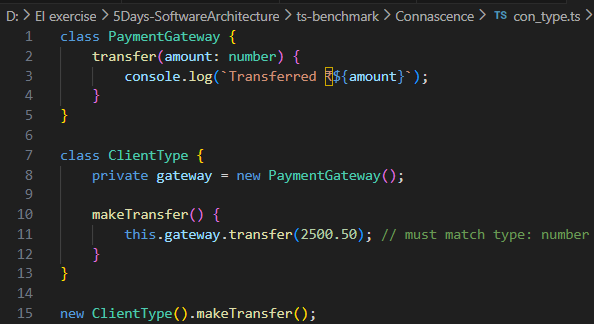 D: > EI exercise > 5Days-SoftwareArchitecture > ts-benchmark > Connascence > TS con_type.ts >
1 class PaymentGateway {
2     transfer(amount: number) {
3         console.log(`Transferred ₹${amount}`);
4     }
5 }
6
7 class ClientType {
8     private gateway = new PaymentGateway();
9
10     makeTransfer() {
11         this.gateway.transfer(2500.50); // must match type: number
12     }
13 }
14
15 new ClientType().makeTransfer();